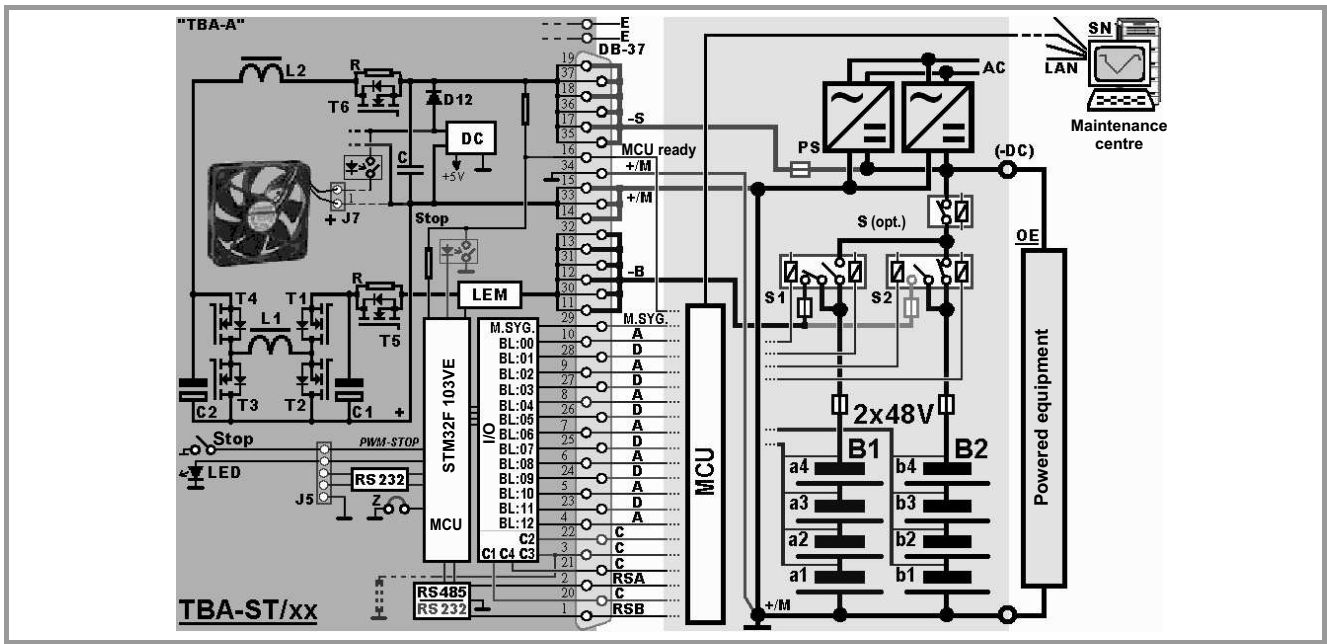 "TBA-A"
E
E
DB-37
SN
LAN
AC
Maintenance
centre
L2
R
T6
D12
DC
+5V
C
19
37
18
36
17
35
-S
16
MCU ready
34
+/M
15
33
+/M
14
PS
(-DC)
+ J7
1
Stop
32
13
31
12
-B
30
11
S (opt.)
S1
S2
OE
R
T5
LEM
T4
T1
L1
T3
T2
C2
C1
+
29
M.SYG.
M.SYG.
10
BL:00
A
28
BL:01
D
9
BL:02
A
27
BL:03
D
8
BL:04
A
26
BL:05
D
7
BL:06
A
25
BL:07
D
6
BL:08
A
24
BL:09
D
5
BL:10
A
23
BL:11
D
4
BL:12
A
22
C2
C
3
C1 C4 C3
C
21
C
2
RSA
20
C
1
RSB
I/O
STM32F 103VE
MCU
MCU
Stop
PWM-STOP
LED
RS 232
J5
Z
RS485
RS232
TBA-ST/xx
2x48V
B1
B2
a4
b4
a3
b3
a2
b2
a1
b1
+/M
Powered equipment